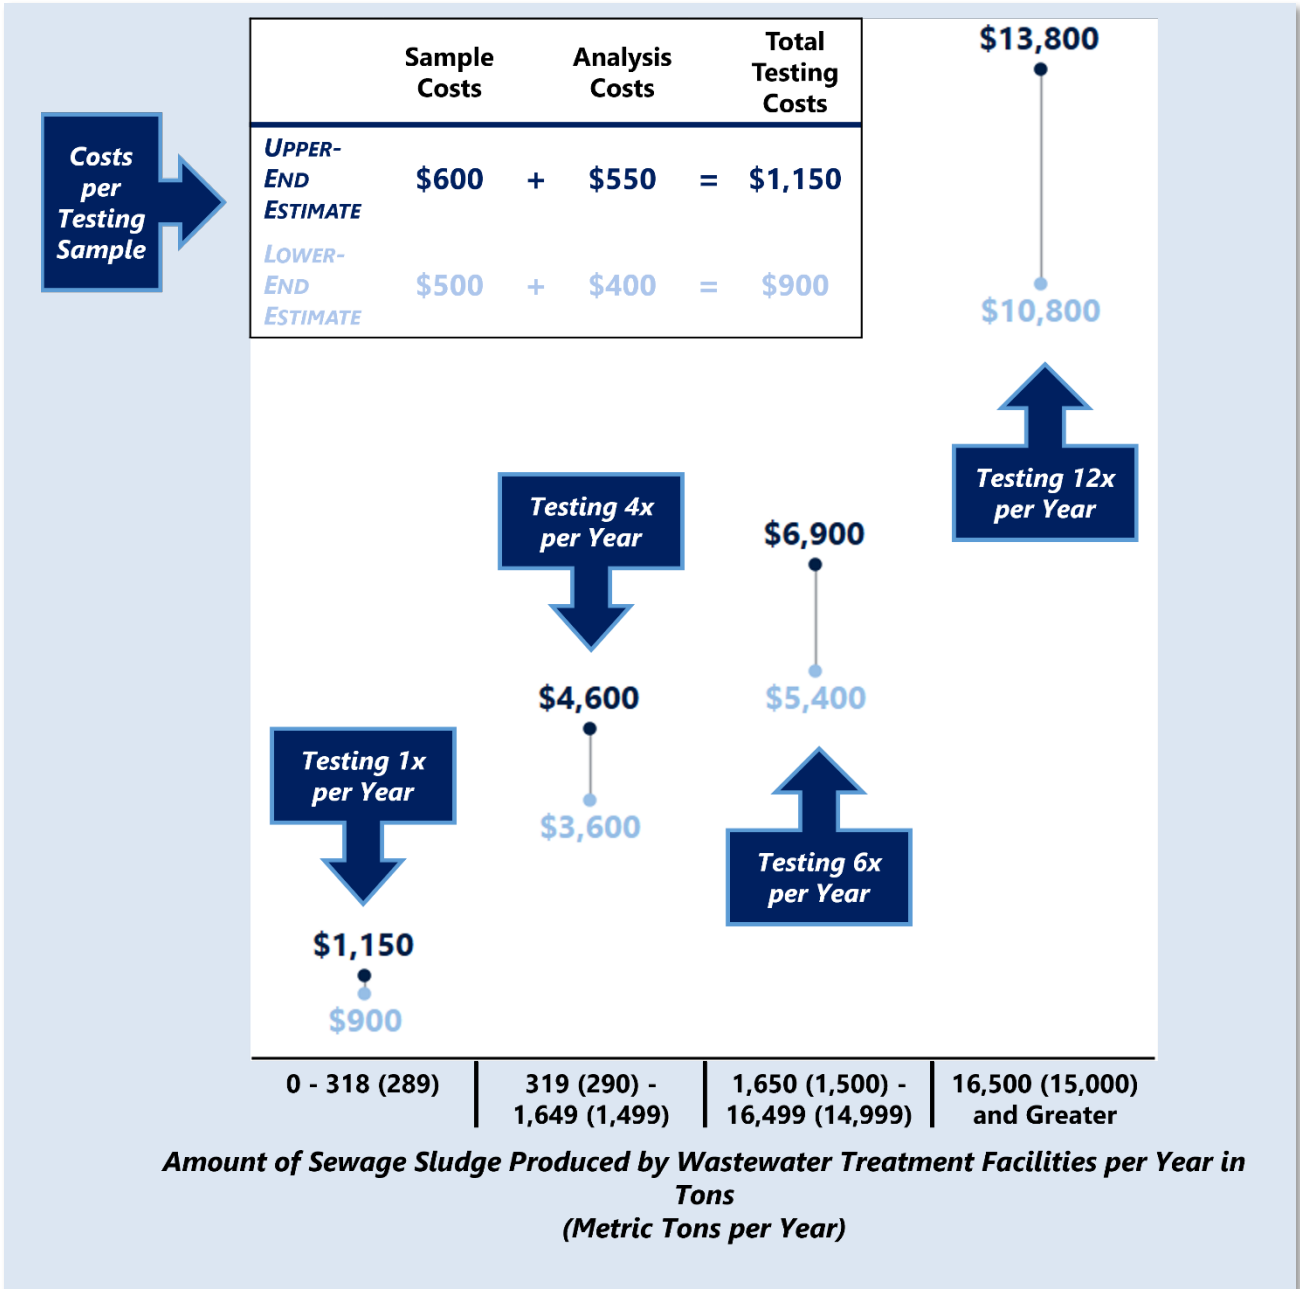 Sample Costs
Analysis Costs
Total Testing Costs
Costs
per
Testing
Sample
UPPER-
END
ESTIMATE
$600 + $550 = $1,150
LOWER-
END
ESTIMATE
$500 + $400 = $900
$13,800
$10,800
Testing 12x
per Year
Testing 4x
per Year
$6,900
$5,400
$4,600
$3,600
Testing 1x
per Year
Testing 6x
per Year
$1,150
$900
0 - 318 (289)
319 (290) -
1,649 (1,499)
1,650 (1,500) -
16,499 (14,999)
16,500 (15,000)
and Greater
Amount of Sewage Sludge Produced by Wastewater Treatment Facilities per Year in
Tons
(Metric Tons per Year)